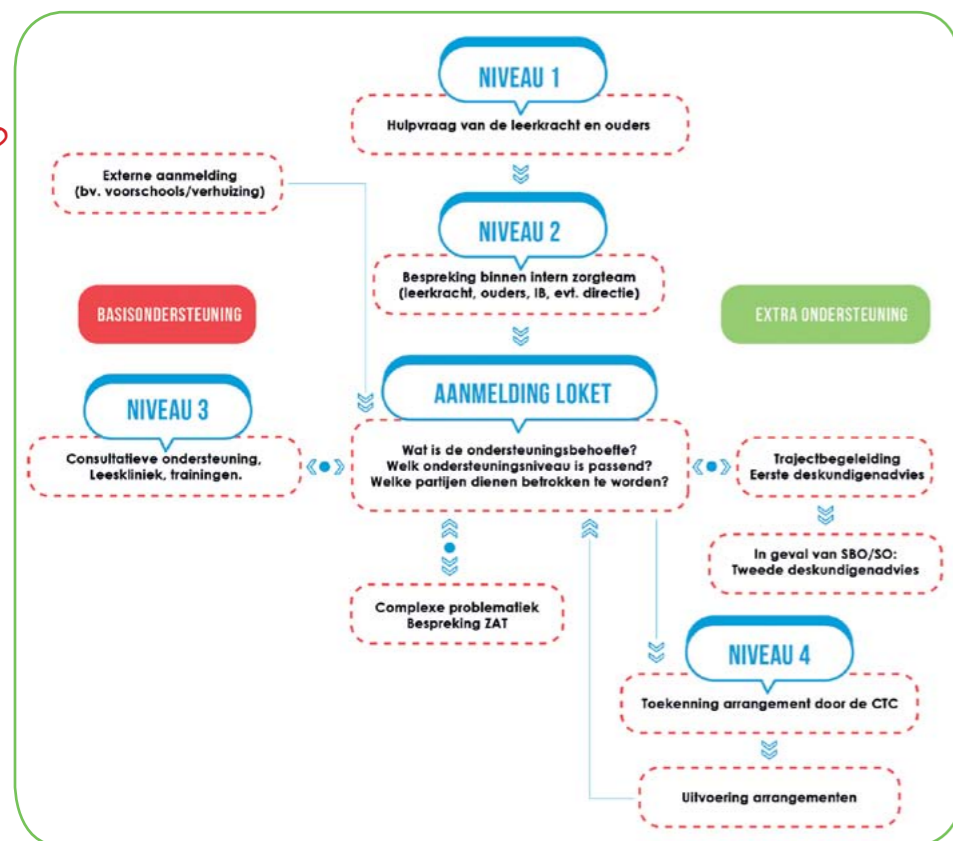 NIVEAU 1
Hulpvraag van de leerkracht en ouders
Externe aanmelding
(bv. voorschools/verhuizing)
NIVEAU 2
Bespreking binnen intern zorgteam
(leerkracht, ouders, IB, evt. directie)
BASISONDERSTEUNING
EXTRA ONDERSTEUNING
AANMELDING LOKET
Wat is de ondersteuningsbehoefte?
Welk ondersteuningsniveau is passend?
Welke partijen dienen betrokken te worden?
NIVEAU 3
Consultatieve ondersteuning,
Leeskliniek, trainingen.
Trajectbegeleiding
Eerste deskundigenadvies
In geval van SBO/SO:
Tweede deskundigenadvies
Complexe problematiek
Bespreking ZAT
NIVEAU 4
Toekenning arrangement door de CTC
Uitvoering arrangementen